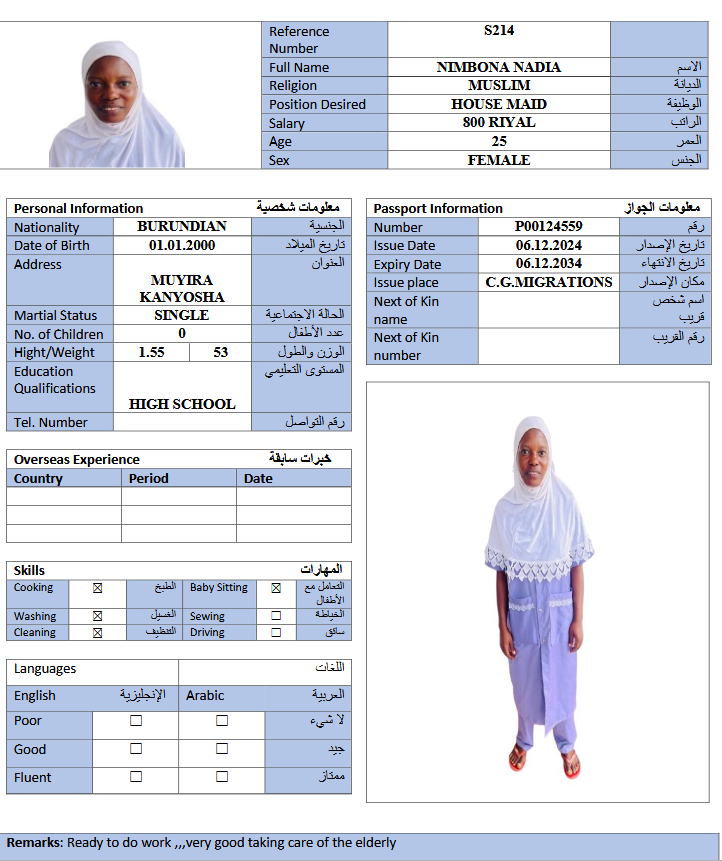 Reference Number S214
Full Name NIMBONA NADIA الاسم
Religion MUSLIM الديانة
Position Desired HOUSE MAID الوظيفة
Salary 800 RIYAL الراتب
Age 25 العمر
Sex FEMALE الجنس
Personal Information معلومات شخصية
Nationality BURUNDIAN الجنسية
Date of Birth 01.01.2000 تاريخ الميلاد
Address MUYIRA KANYOSHA العنوان
Martial Status SINGLE الحالة الاجتماعية
No. of Children 0 عدد الأطفال
Hight/Weight 1.55 53 الوزن والطول
Education Qualifications HIGH SCHOOL المستوى التعليمي
Tel. Number رقم التواصل
Passport Information معلومات الجواز
Number P00124559 رقم
Issue Date 06.12.2024 تاريخ الإصدار
Expiry Date 06.12.2034 تاريخ الانتهاء
Issue place C.G.MIGRATIONS مكان الإصدار
Next of Kin name اسم شخص قريب
Next of Kin number رقم القريب
Overseas Experience خبرات سابقة
Country Period Date
Skills المهارات
Cooking ☒ الطبخ Baby Sitting ☒ التعامل مع الأطفال
Washing ☒ الغسيل Sewing ☐ الخياطة
Cleaning ☒ التنظيف Driving ☐ سائق
Languages اللغات
English الإنجليزية Arabic العربية
Poor ☐ ☐ لا شيء
Good ☐ ☐ جيد
Fluent ☐ ☐ ممتاز
Remarks: Ready to do work ,,,very good taking care of the elderly